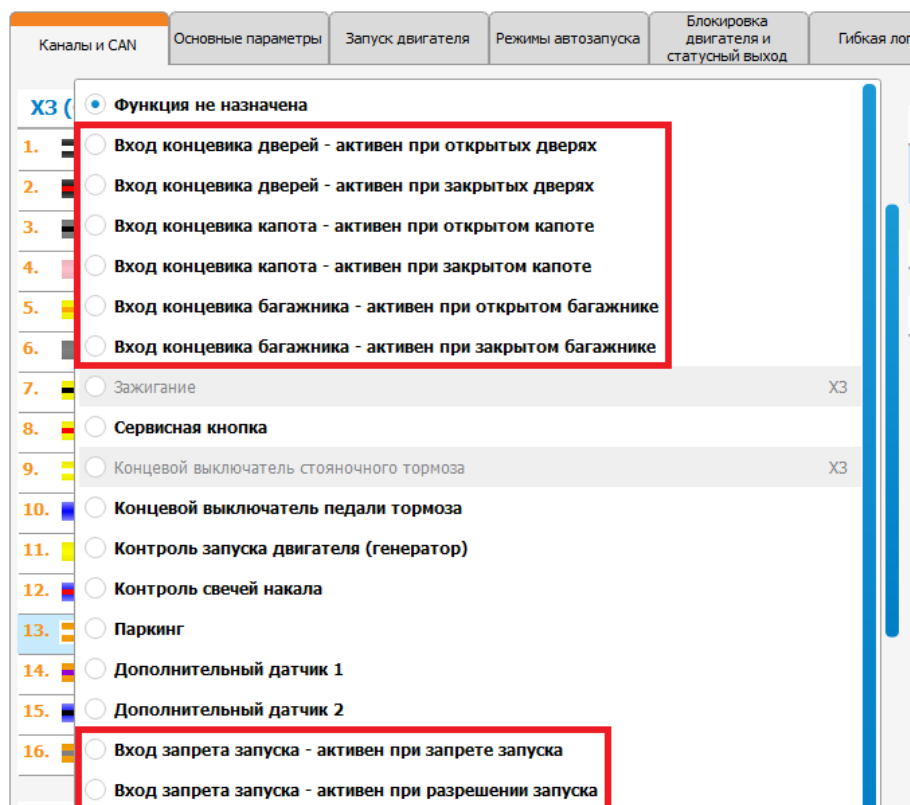 Каналы и CAN
Основные параметры
Запуск двигателя
Режимы автозапуска
Блокировка
двигателя и
статусный выход
Гибкая лог
X3 (
Функция не назначена
1. Вход концевика дверей - активен при открытых дверях
2. Вход концевика дверей - активен при закрытых дверях
3. Вход концевика капота - активен при открытом капоте
4. Вход концевика капота - активен при закрытом капоте
5. Вход концевика багажника - активен при открытом багажнике
6. Вход концевика багажника - активен при закрытом багажнике
7. Зажигание X3
8. Сервисная кнопка
9. Концевой выключатель стояночного тормоза X3
10. Концевой выключатель педали тормоза
11. Контроль запуска двигателя (генератор)
12. Контроль свечей накала
13. Паркинг
14. Дополнительный датчик 1
15. Дополнительный датчик 2
16. Вход запрета запуска - активен при запрете запуска
Вход запрета запуска - активен при разрешении запуска